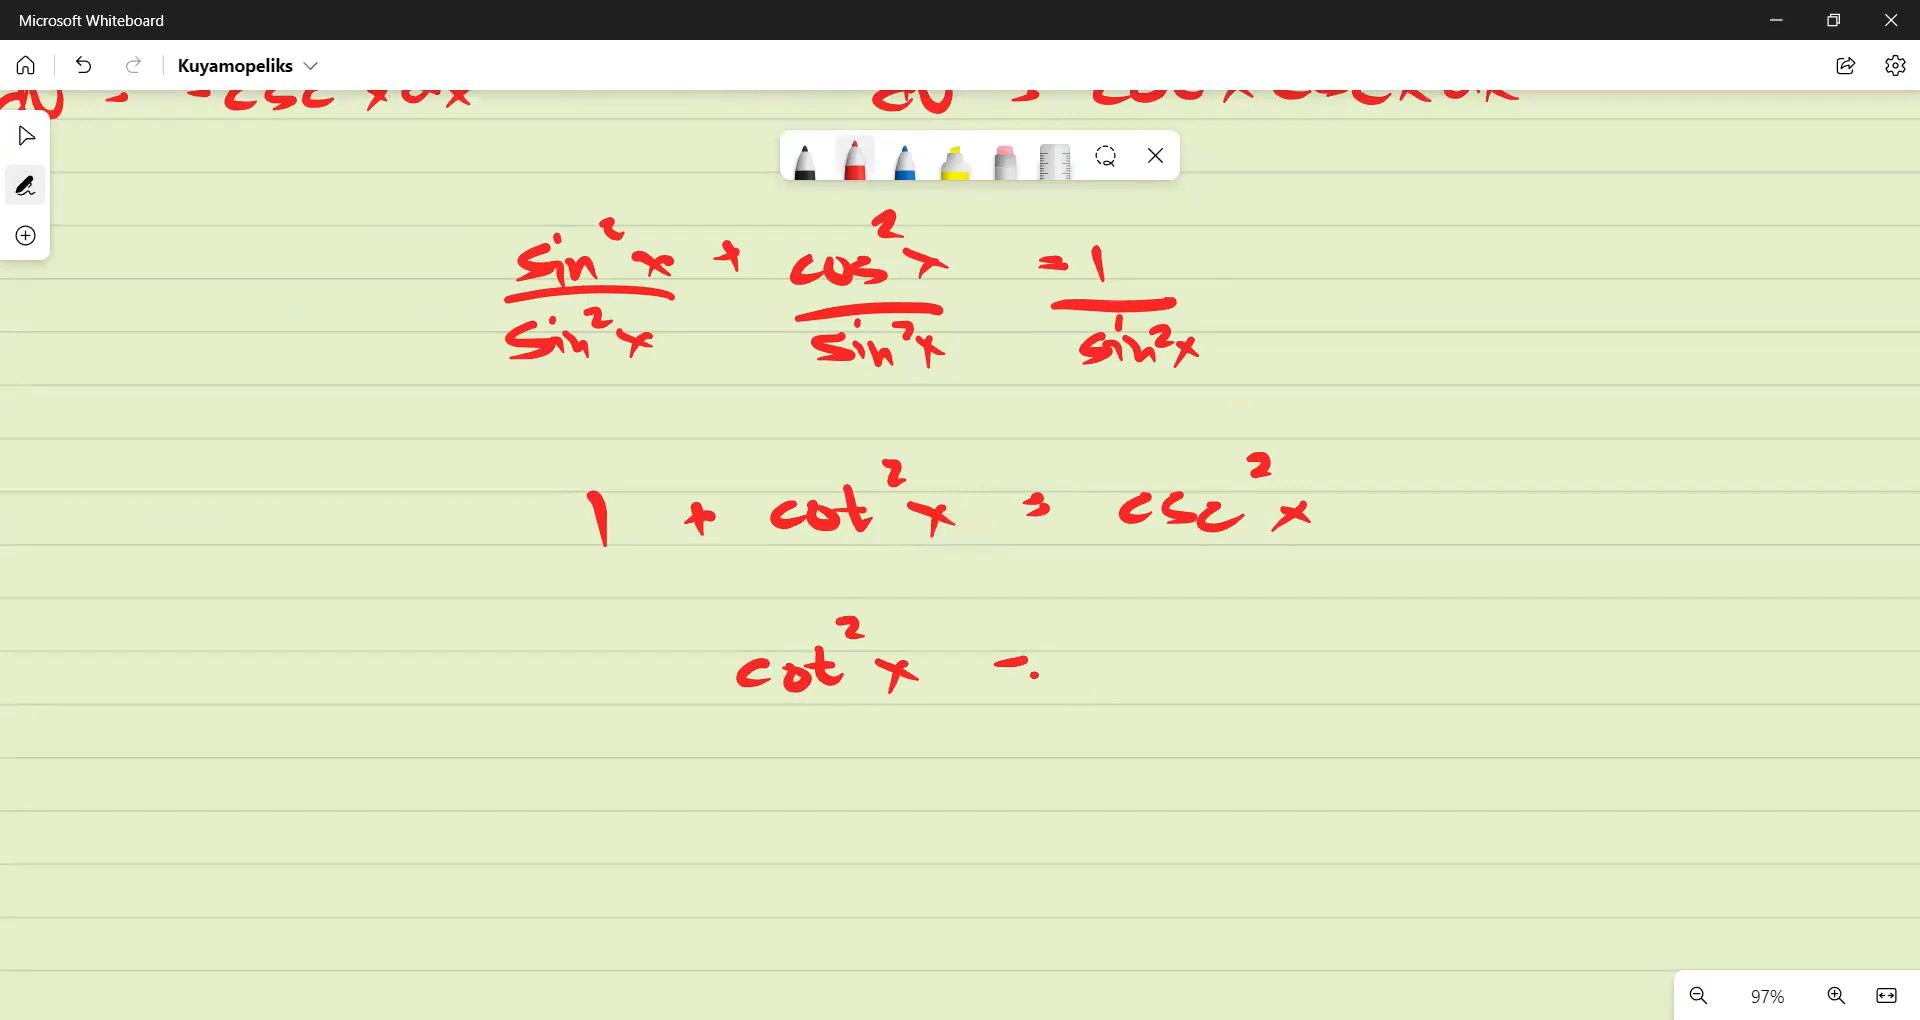 Microsoft Whiteboard
Kuyamopeliks
sin²x + cos²x = 1
sin²x sin²x sin²x
1 + cot²x = csc²x
cot²x =
97%